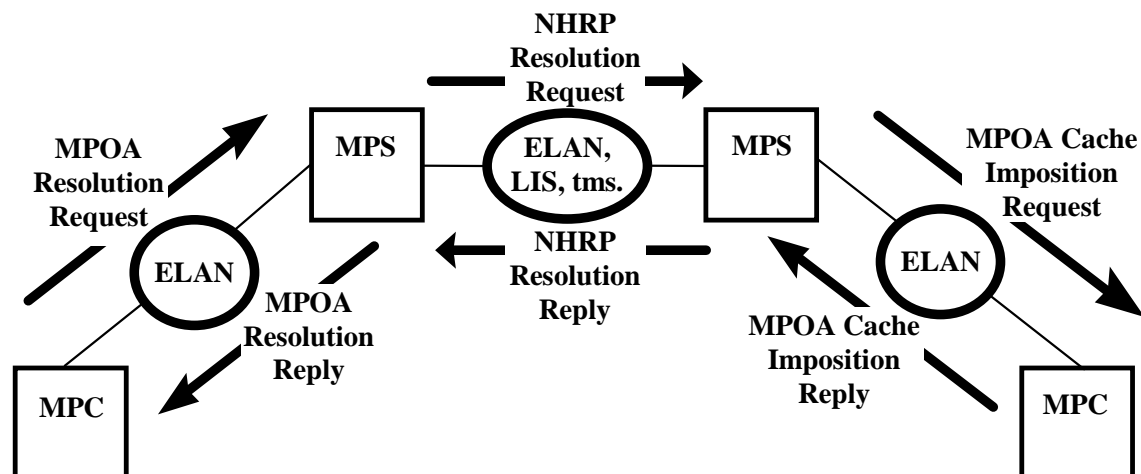 NHRP
Resolution
Request
MPOA
Resolution
Request
MPS
ELAN,
LIS, tms.
MPS
MPOA Cache
Imposition
Request
ELAN
NHRP
Resolution
Reply
ELAN
MPOA
Resolution
Reply
MPOA Cache
Imposition
Reply
MPC
MPC